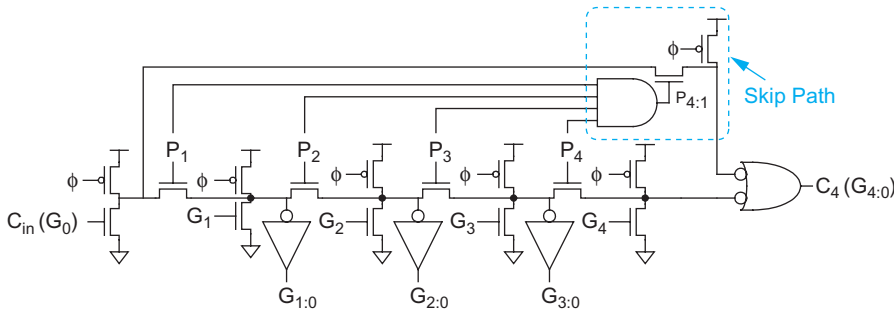 ϕ
P4:1
Skip Path
P1
P2
P3
P4
ϕ
ϕ
ϕ
ϕ
ϕ
Cin (G0)
G1
G2
G3
G4
C4 (G4:0)
G1:0
G2:0
G3:0